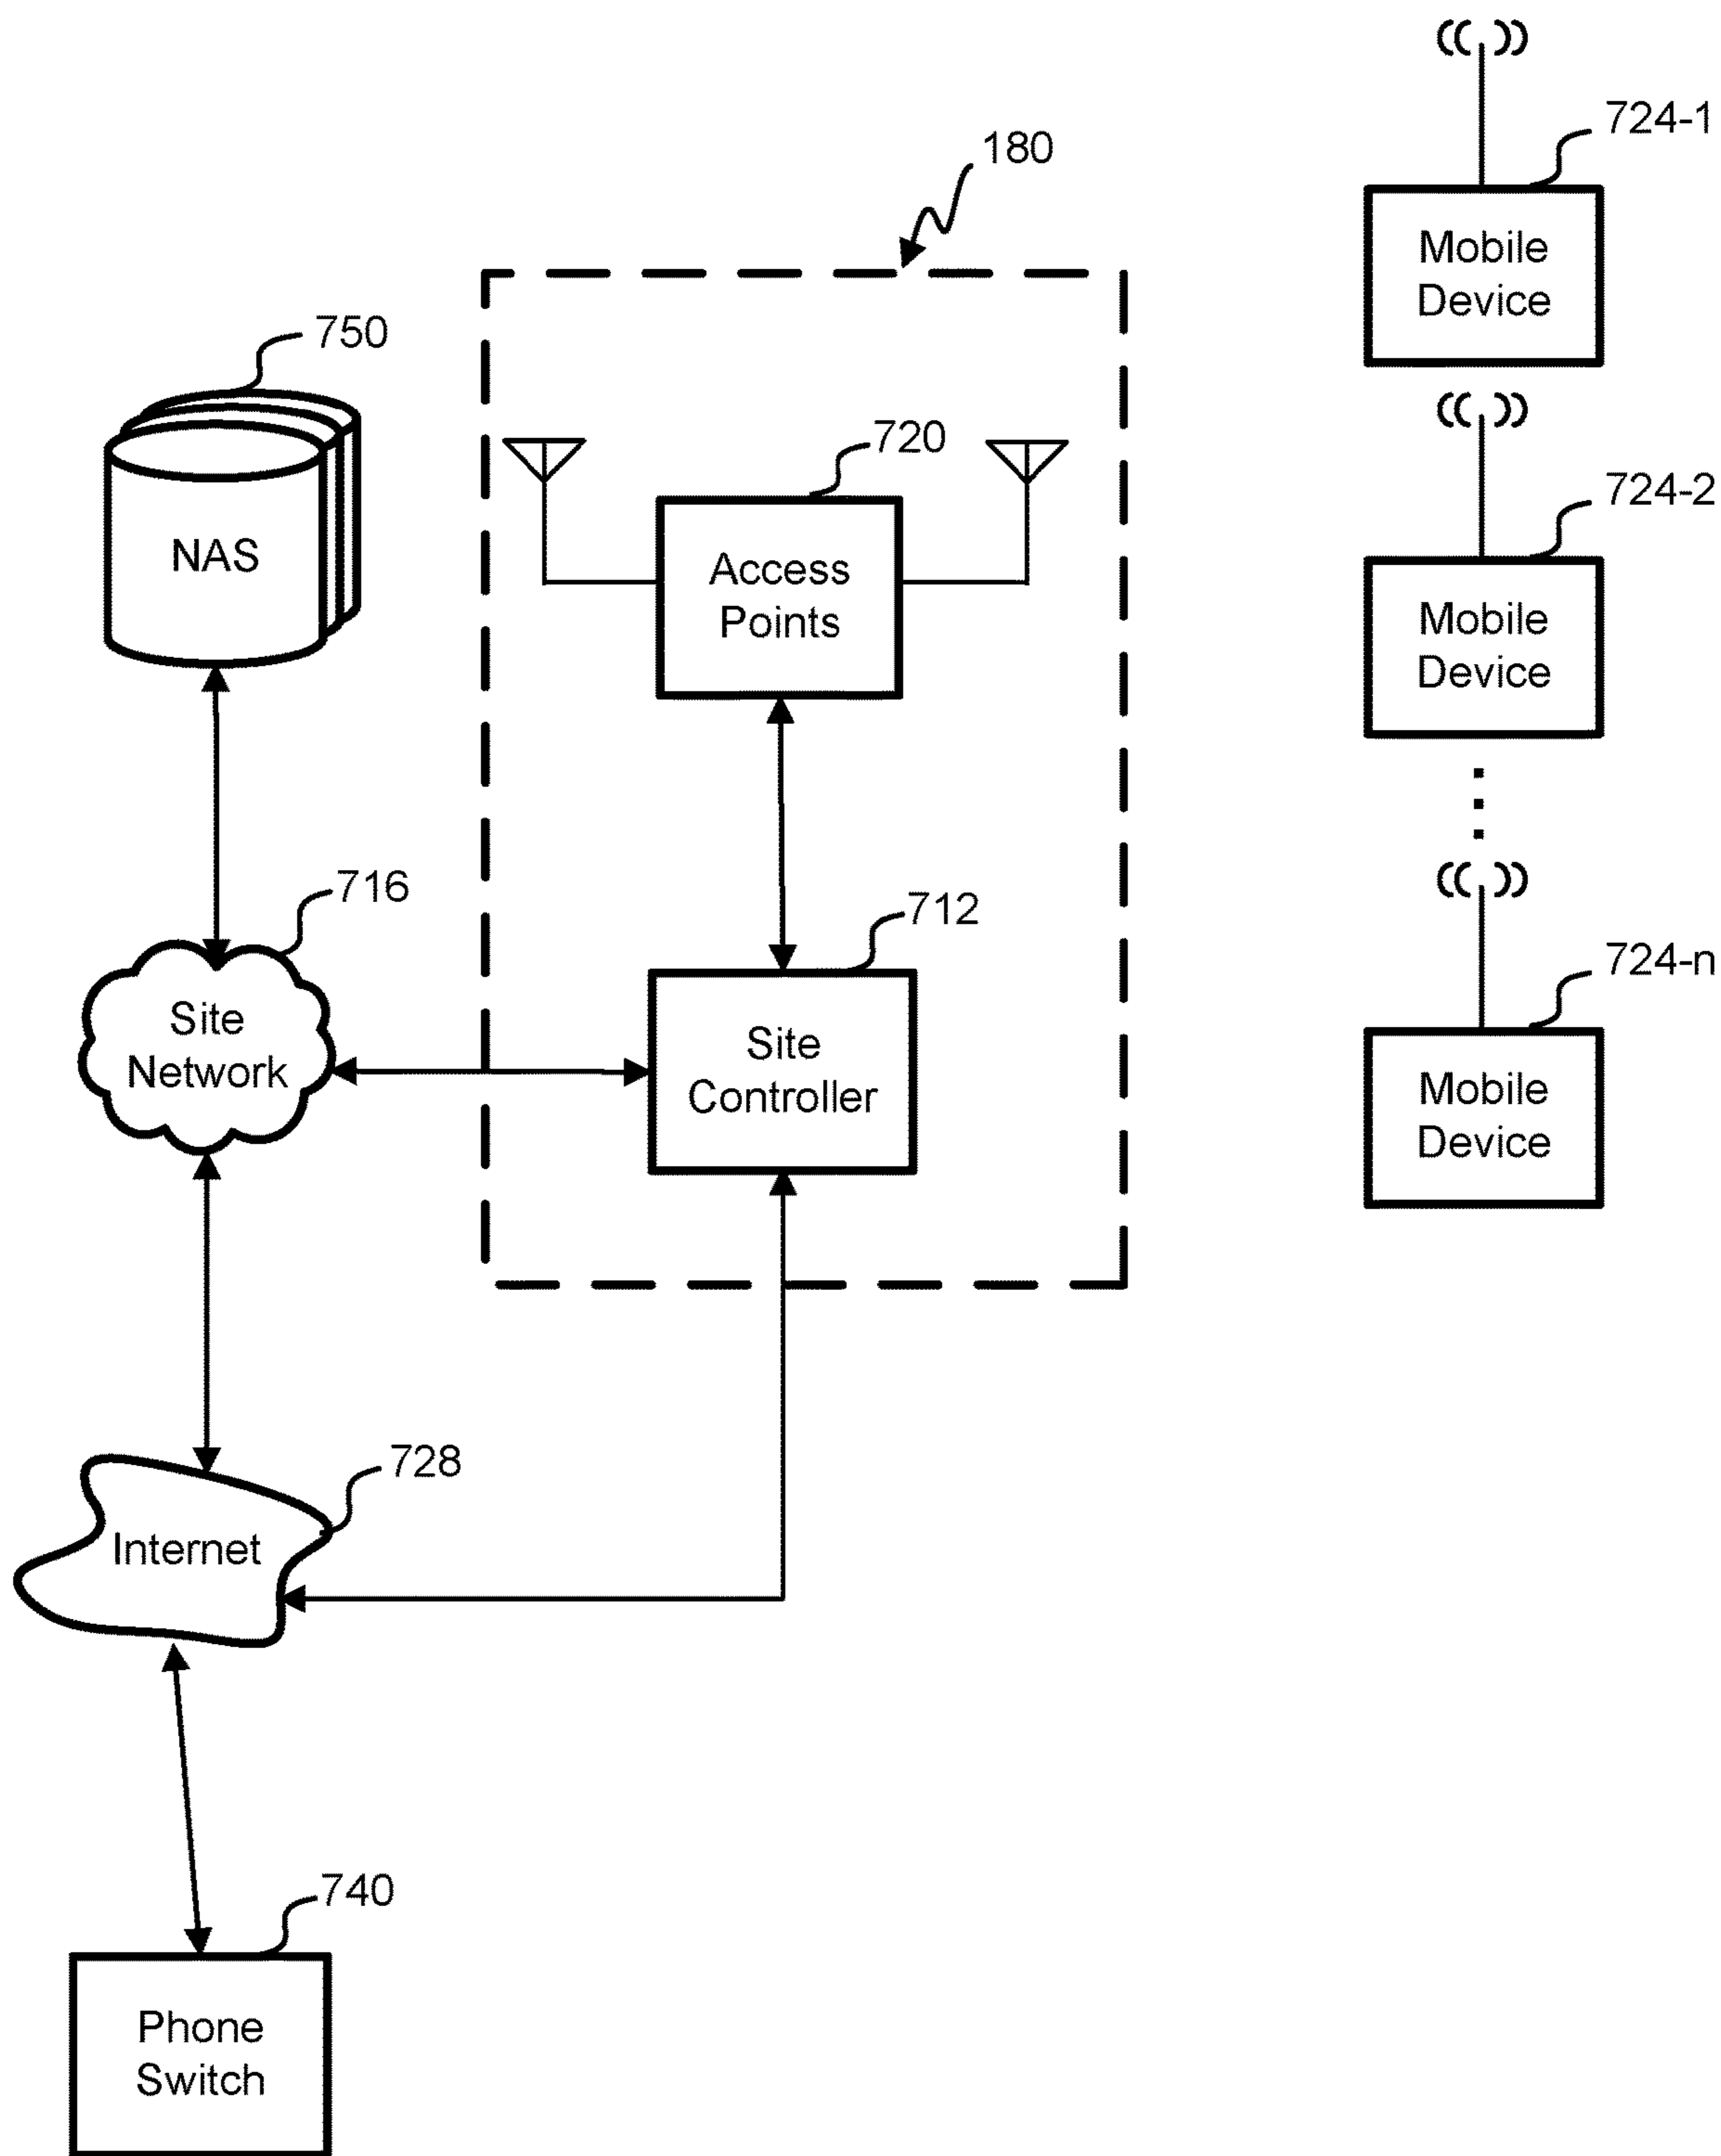 724-1
180
Mobile
Device
750
720
724-2
NAS
Access
Points
Mobile
Device
716
712
724-n
Site
Network
Site
Controller
Mobile
Device
728
Internet
740
Phone
Switch